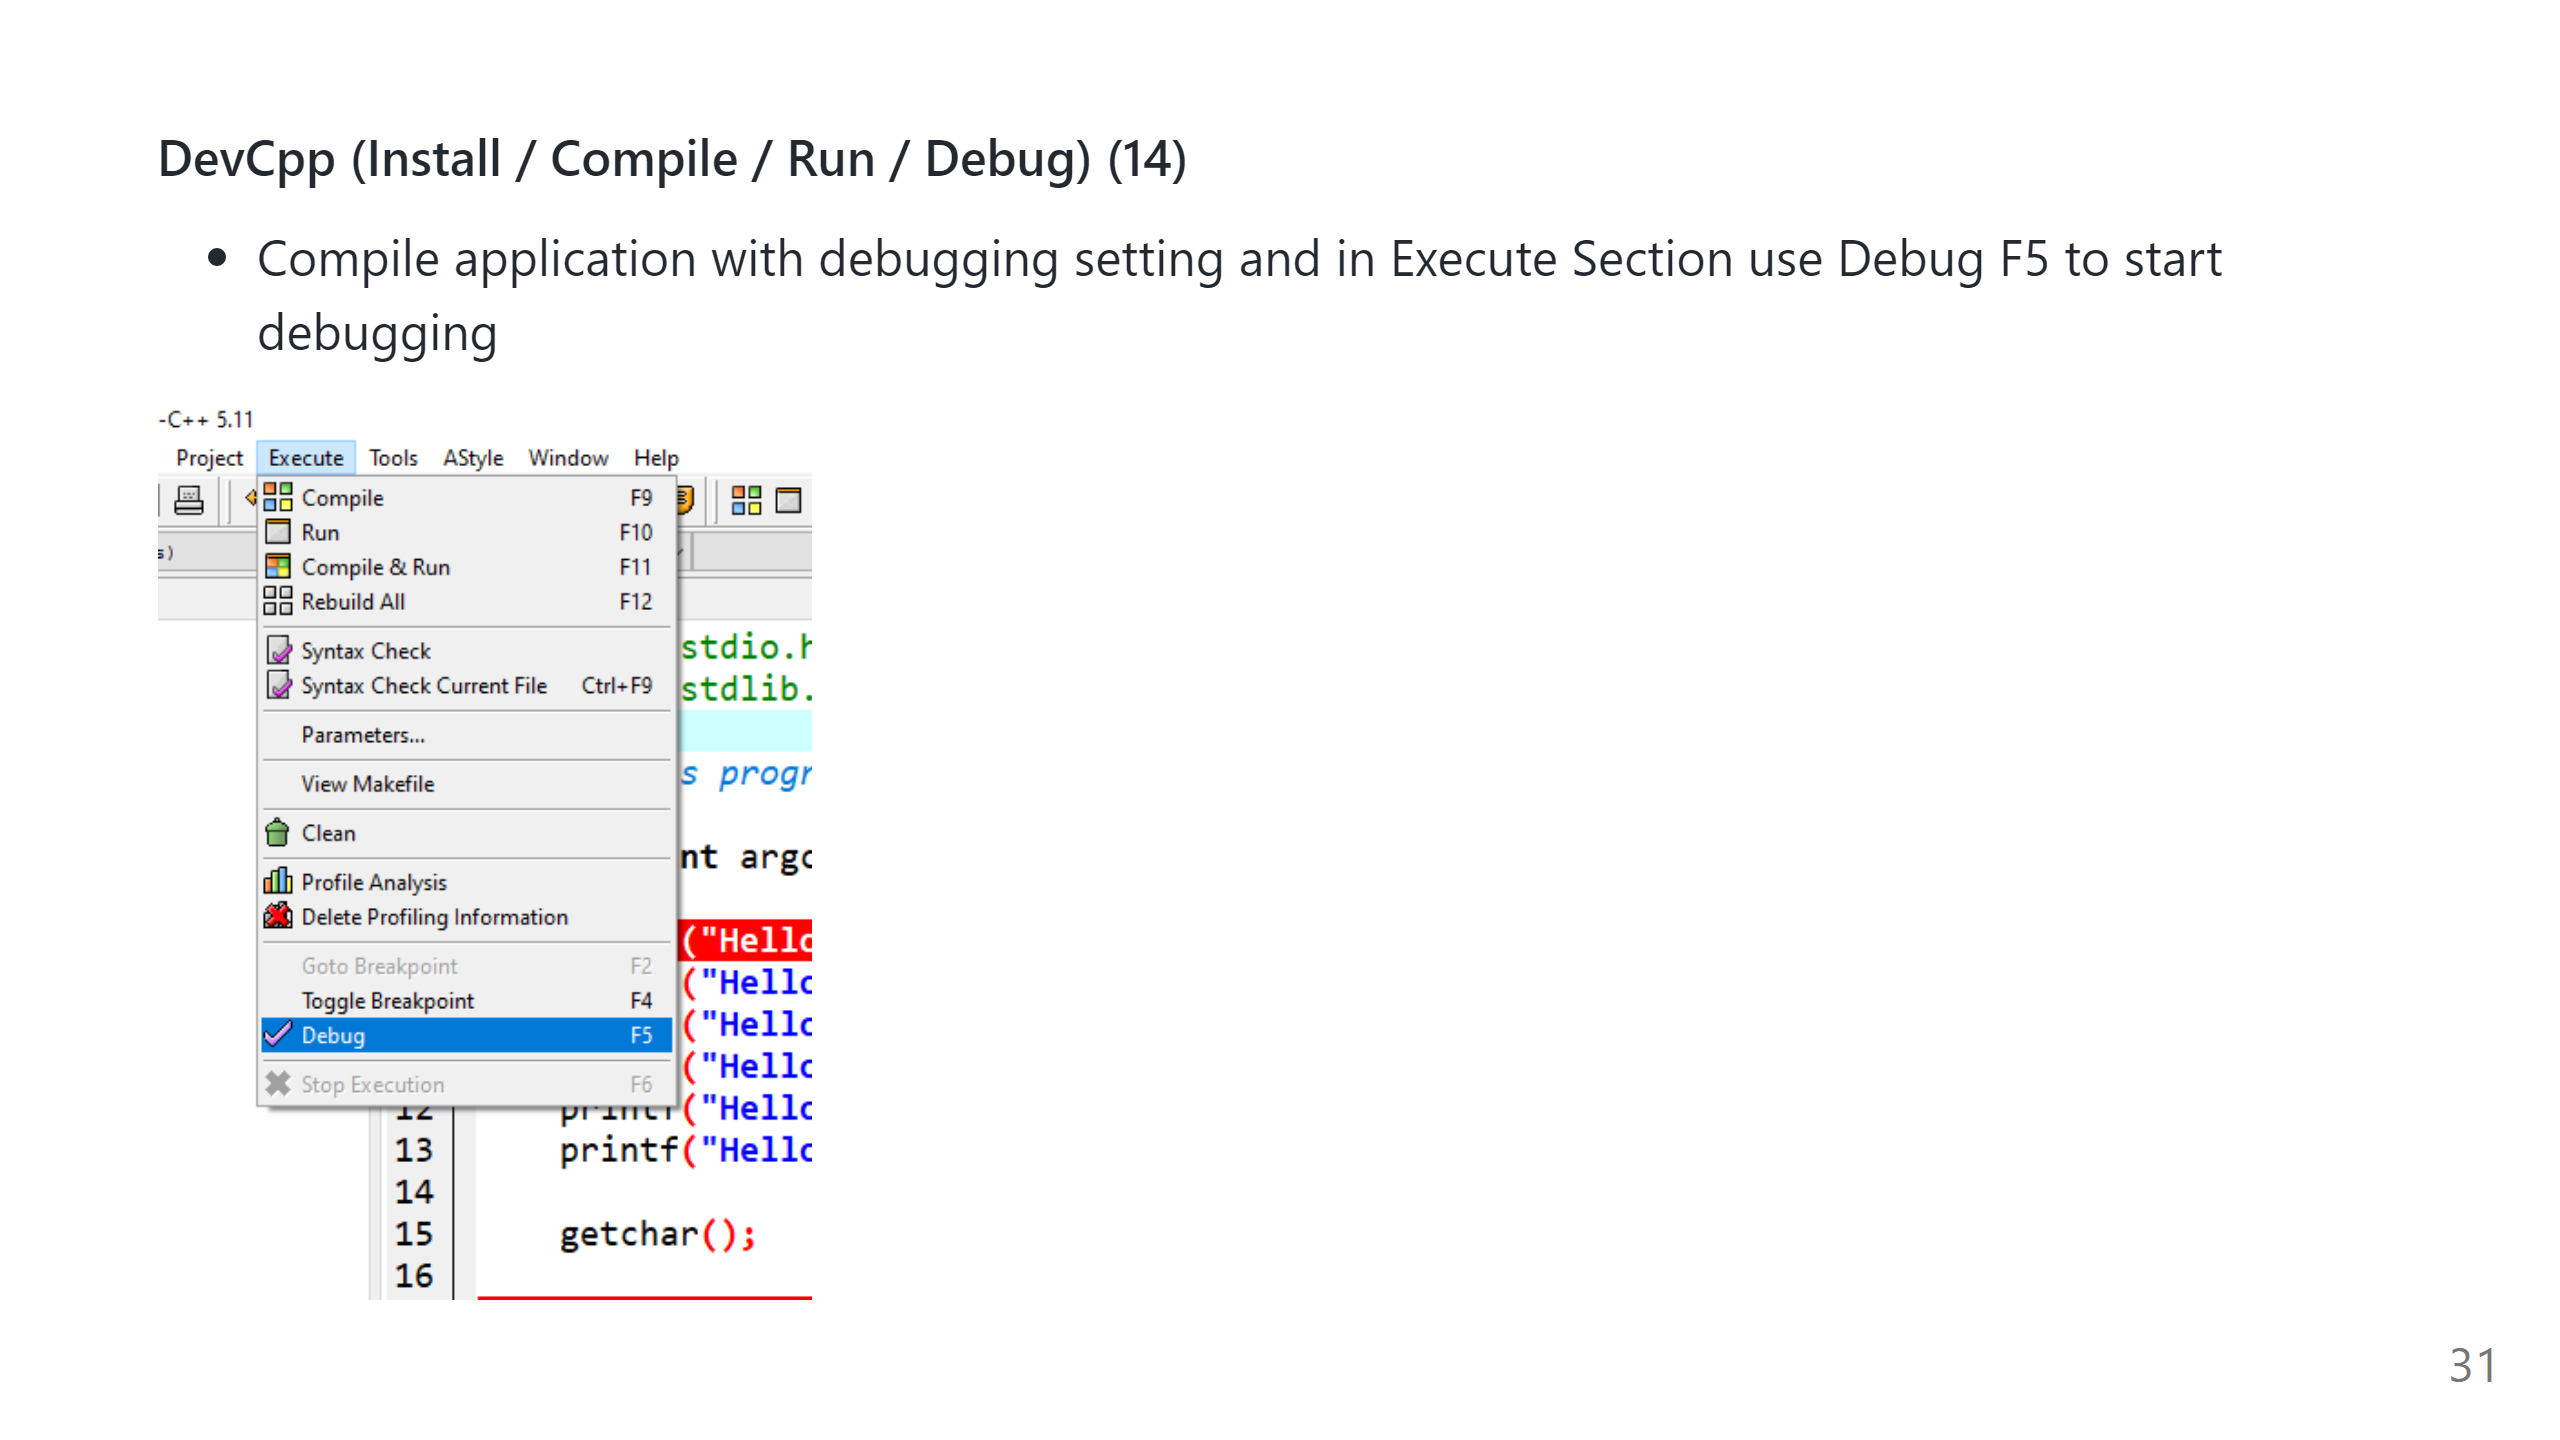 DevCpp (Install / Compile / Run / Debug) (14)
• Compile application with debugging setting and in Execute Section use Debug F5 to start
debugging
-C++ 5.11
Project Execute Tools AStyle Window Help
Compile F9
Run F10
s)
Compile & Run F11
Rebuild All F12
stdio.h
Syntax Check
Syntax Check Current File Ctrl+F9
stdlib.
Parameters...
s progr
View Makefile
Clean
nt argc
Profile Analysis
Delete Profiling Information
("Hello
Goto Breakpoint F2
("Hello
Toggle Breakpoint F4
("Hello
Debug F5
("Hello
Stop Execution F6
12 printf("Hello
13 printf("Hello
14
15 getchar();
16
31